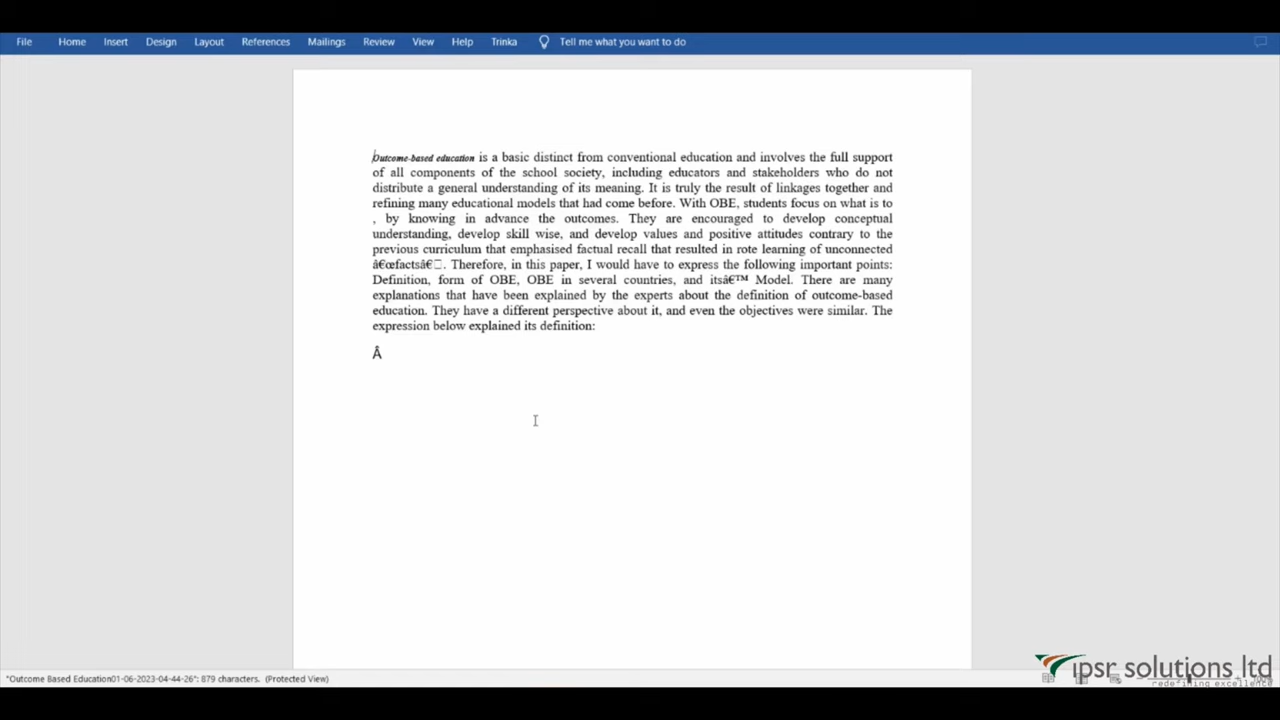 File Home Insert Design Layout References Mailings Review View Help Trinka Tell me what you want to do
Outcome-based education is a basic distinct from conventional education and involves the full support
of all components of the school society, including educators and stakeholders who do not
distribute a general understanding of its meaning. It is truly the result of linkages together and
refining many educational models that had come before. With OBE, students focus on what is to
, by knowing in advance the outcomes. They are encouraged to develop conceptual
understanding, develop skill wise, and develop values and positive attitudes contrary to the
previous curriculum that emphasised factual recall that resulted in rote learning of unconnected
â€œfactsâ€□. Therefore, in this paper, I would have to express the following important points:
Definition, form of OBE, OBE in several countries, and itsâ€™ Model. There are many
explanations that have been explained by the experts about the definition of outcome-based
education. They have a different perspective about it, and even the objectives were similar. The
expression below explained its definition:
Â
"Outcome Based Education01-06-2023-04-44-26": 879 characters. (Protected View)
ipsr solutions ltd
redefining excellence